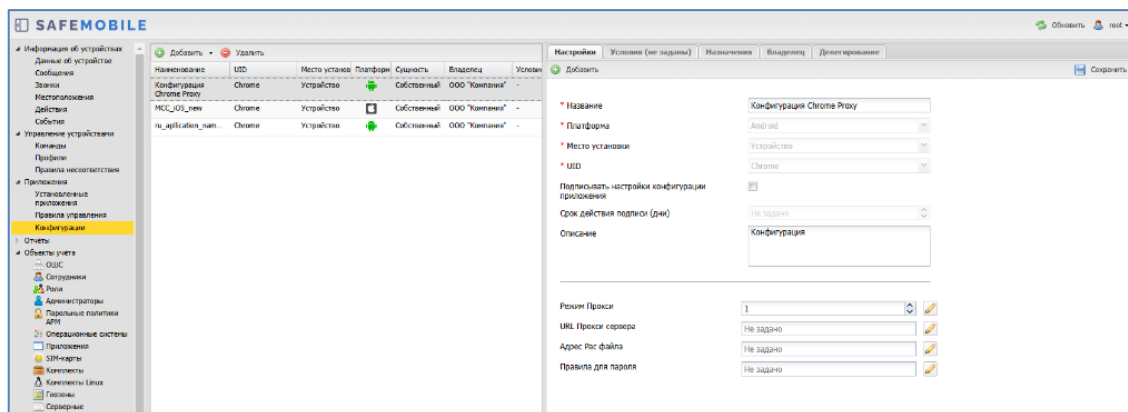 SAFEMOBILE
Обновить root
Информация об устройствах
Данные об устройстве
Сообщения
Звонки
Местоположения
Действия
События
Управление устройствами
Команды
Профили
Правила несоответствия
Приложения
Установленные
приложения
Правила управления
Конфигурации
Отчеты
Объекты учета
ОШС
Сотрудники
Роли
Администраторы
Парольные политики
АРМ
Операционные системы
Приложения
SIM-карты
Комплекты
Комплекты Linux
Геозоны
Серверные
Добавить Удалить
Наименование UID Место установ Платформ Сущность Владелец Услови
Конфигурация
Chrome Proxy Chrome Устройство Собственный ООО "Компания" -
MCC_iOS_new Chrome Устройство Собственный ООО "Компания" -
ru_apllication_nam... Chrome Устройство Собственный ООО "Компания" -
Настройки Условия (не заданы) Назначения Владелец Делегирование
Добавить Сохранить
* Название Конфигурация Chrome Proxy
* Платформа Android
* Место установки Устройство
* UID Chrome
Подписывать настройки конфигурации
приложения
Срок действия подписи (дни) Не задано
Описание Конфигурация
Режим Прокси 1
URL Прокси сервера Не задано
Адрес Pac файла Не задано
Правила для пароля Не задано